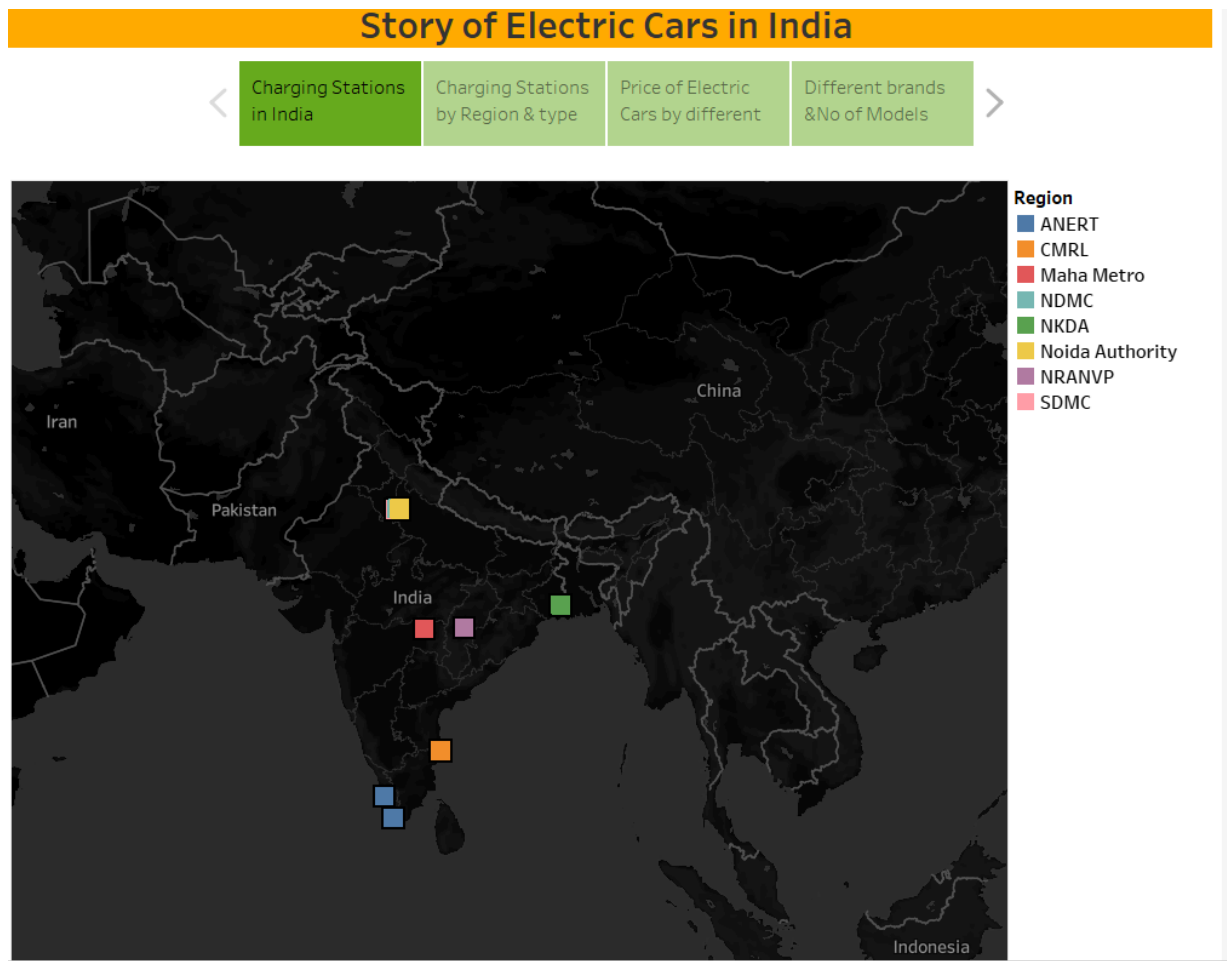 Story of Electric Cars in India
Charging Stations
in India
Charging Stations
by Region & type
Price of Electric
Cars by different
Different brands
&No of Models
Region
ANERT
CMRL
Maha Metro
NDMC
NKDA
Noida Authority
NRANVP
SDMC
China
Iran
Pakistan
India
Indonesia